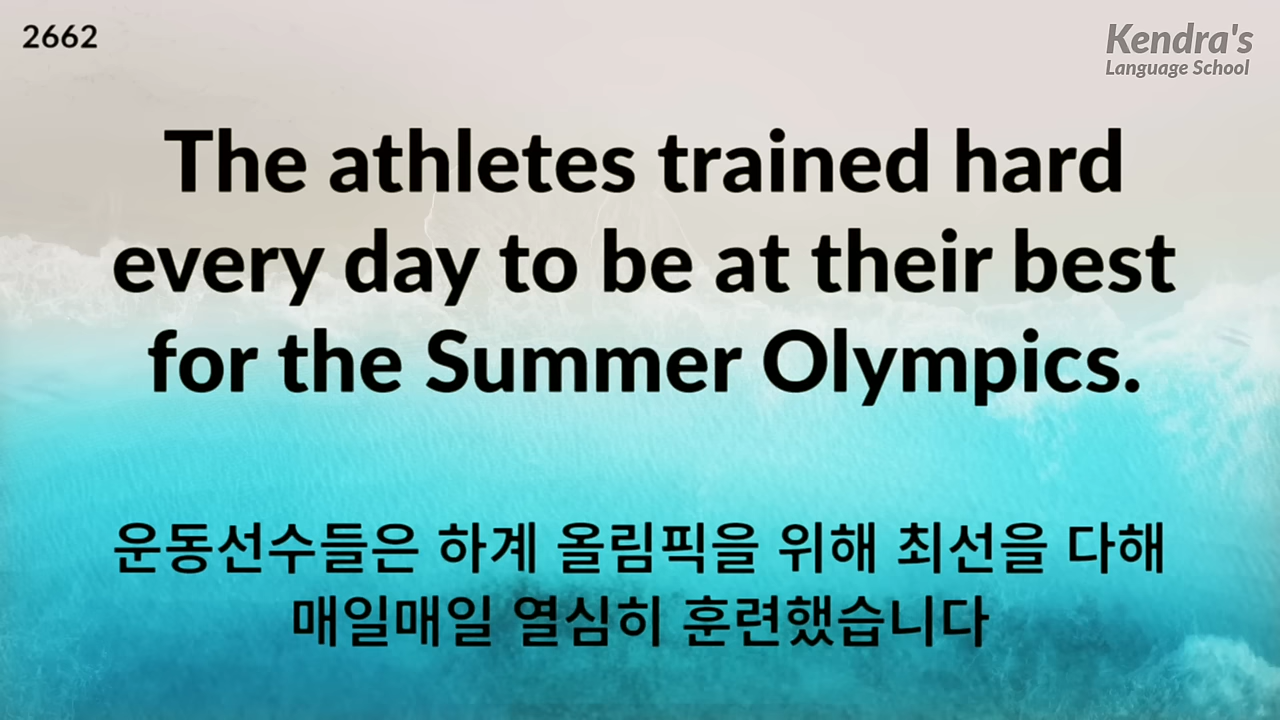 2662
Kendra's
Language School
The athletes trained hard
every day to be at their best
for the Summer Olympics.
운동선수들은 하계 올림픽을 위해 최선을 다해
매일매일 열심히 훈련했습니다